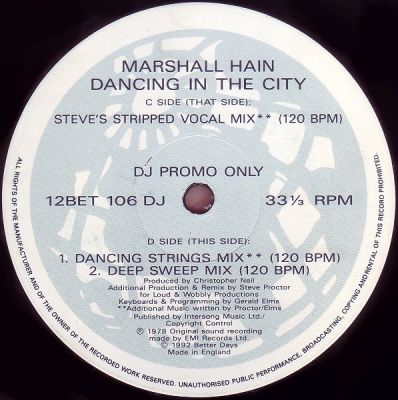 MARSHALL HAIN
DANCING IN THE CITY
C SIDE (THAT SIDE):
STEVE'S STRIPPED VOCAL MIX** (120 BPM)
DJ PROMO ONLY
12BET 106 DJ 33⅓ RPM
D SIDE (THIS SIDE):
1. DANCING STRINGS MIX** (120 BPM)
2. DEEP SWEEP MIX (120 BPM)
Produced by Christopher Neil
Additional Production & Remix by Steve Proctor
for Loud & Wobbly Productions
Keyboards & Programming by Gerald Elms
**Additional Music written by Proctor/Elms
Published by Intersong Music Ltd./
Copyright Control
℗ 1978 Original sound recording
made by EMI Records Ltd.
© 1992 Better Days
Made in England
ALL RIGHTS OF THE MANUFACTURER AND OF THE OWNER OF THE RECORDED WORK RESERVED. UNAUTHORISED PUBLIC PERFORMANCE, BROADCASTING, COPYING AND RENTAL OF THIS RECORD PROHIBITED.